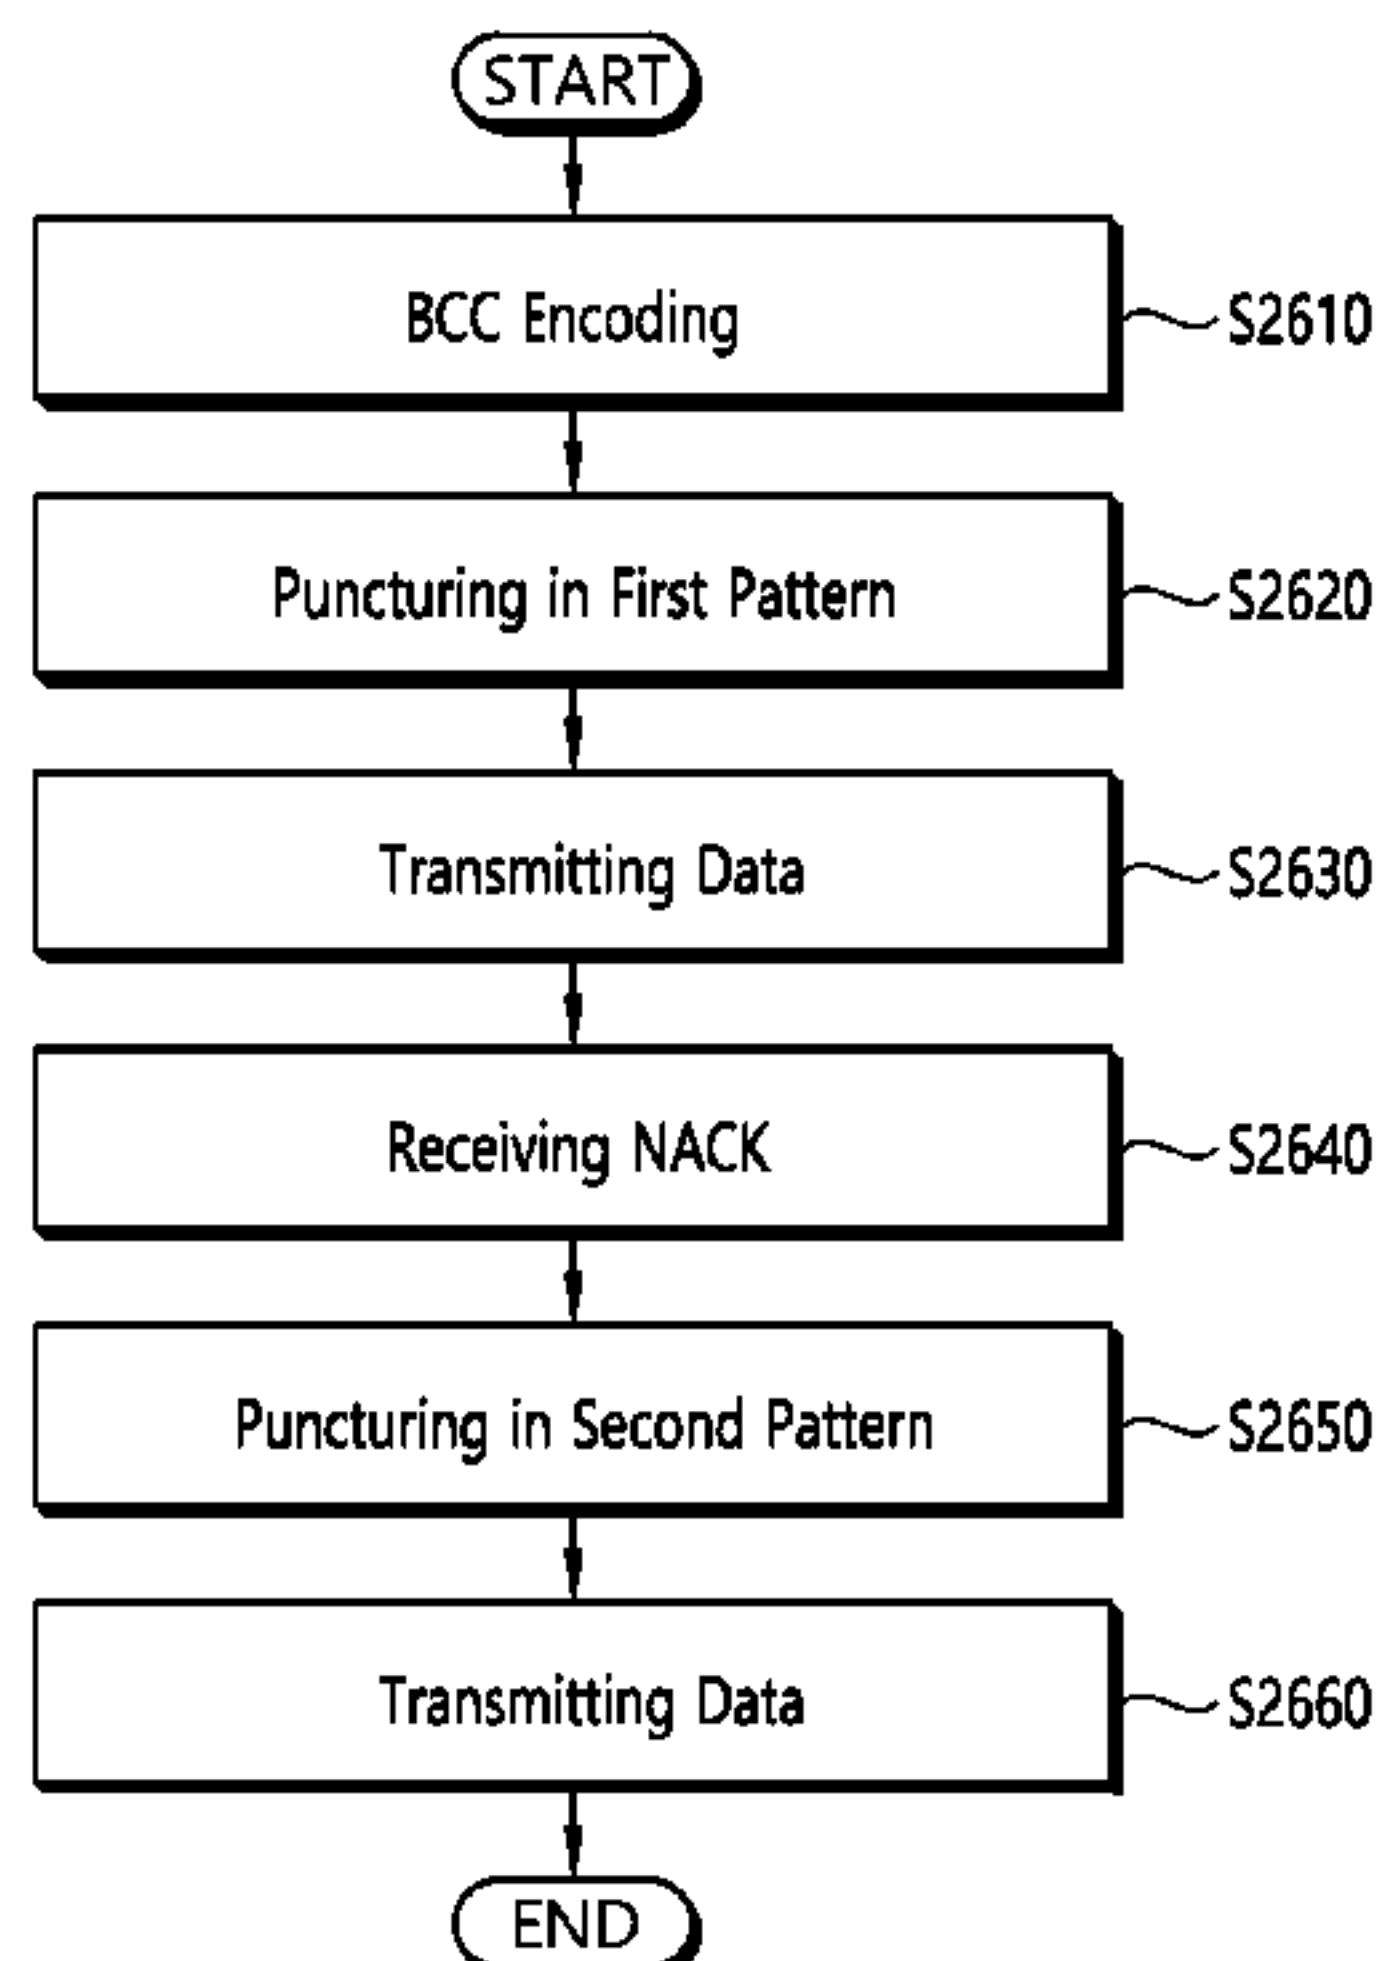 START
BCC Encoding
S2610
Puncturing in First Pattern
S2620
Transmitting Data
S2630
Receiving NACK
S2640
Puncturing in Second Pattern
S2650
Transmitting Data
S2660
END